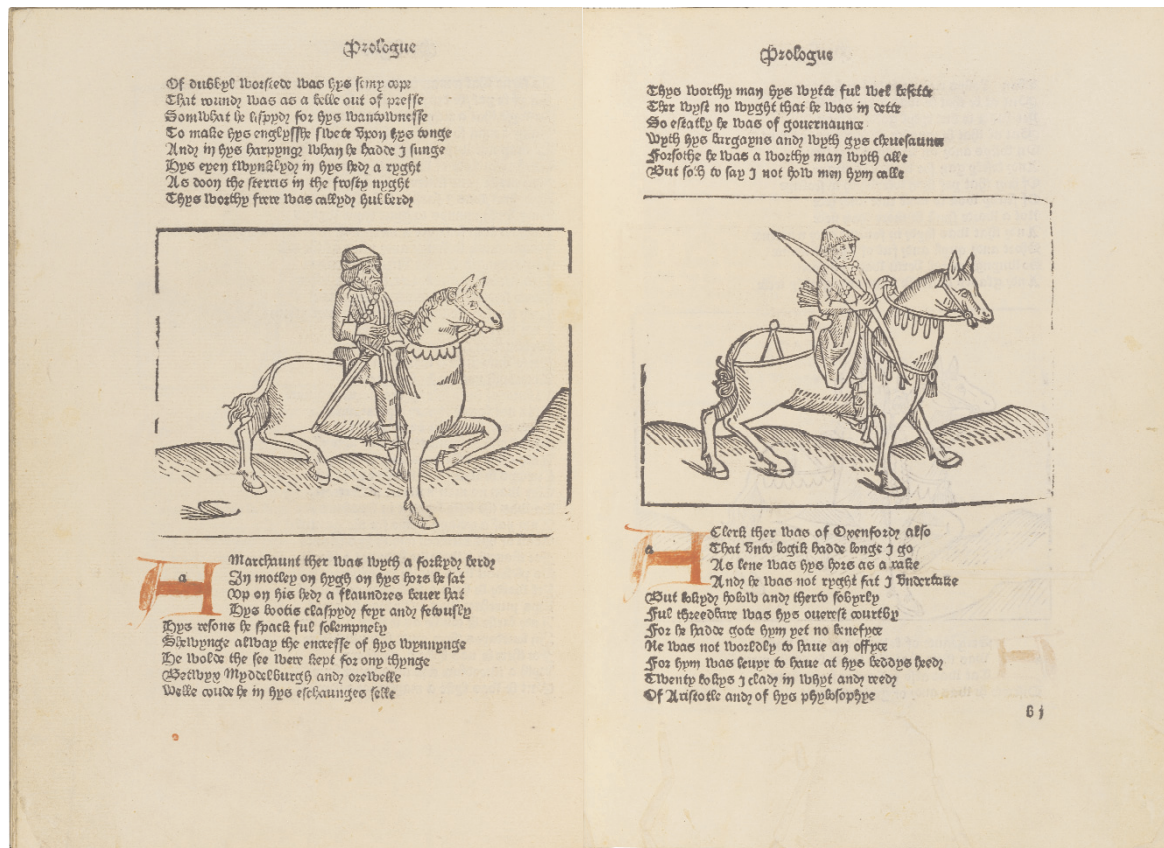 Prologue
Of dubbyl worstede was hys semy cope
That round was as a belle out of presse
Somwhat he lispyd for hys wantownesse
To make hys englysshe swete vpon hys tonge
And in hys harpyng whan he hadde j sunge
Hys eyen twynklyd in hys hed a ryght
As doon the sterris in the frosty nyght
Thys worthy frere was callyd hulberd
A Marchaunt ther was wyth a forkyd berd
In motley on hygh on hys hors he sat
Vp on his hed a flaundres beuer hat
Hys bootis claspyd feyr and fetously
Hys resons he spack ful solempnely
Shewynge alway the encresse of hys wynnynge
He wolde the see were kept for ony thynge
Betwyx Myddelburgh and orewelle
Welle coude he in hys eschaunges selle
Prologue
Thys worthy man hys wytte ful wel besette
Ther wyst no wyght that he was in dette
So estatly he was of gouernaunce
Wyth hys bargayns and wyth gys cheuesaunce
Forsothe he was a worthy man wyth alle
But soth to say j not how men hym calle
A Clerk ther was of Oxenford also
That vnto logik hadde longe j go
As lene was hys hors as a rake
And he was not ryght fat j vndertake
But lokyd holow and therto sobyrly
Ful threedbare was hys ouerest courtby
For he hadde gote hym yet no benefyce
Ne was not worldly to haue an offyce
For hym was leuyr to haue at hys beddys heed
Twenty bokys j clad in whyt and reed
Of Aristotle and of hys phylosophye
b j